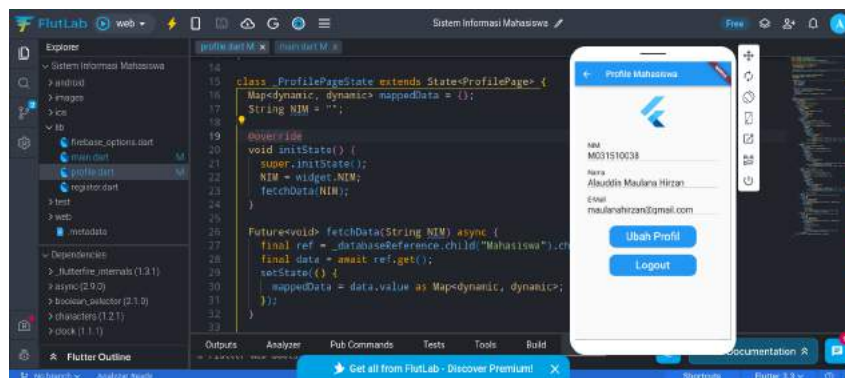 FlutLab
web
Sistem Informasi Mahasiswa
Free
Explorer
profile.dart M
main.dart M
Sistem Informasi Mahasiswa
android
images
ios
lib
firebase_options.dart
main.dart M
profile.dart M
register.dart
test
web
.metadata
Dependencies
_flutterfire_internals (1.3.1)
async (2.9.0)
boolean_selector (2.1.0)
characters (1.2.1)
clock (1.1.1)
Flutter Outline
14
15 class _ProfilePageState extends State<ProfilePage> {
16 Map<dynamic, dynamic> mappedData = {};
17 String NIM = "";
18
19 @override
20 void initState() {
21 super.initState();
22 NIM = widget.NIM;
23 fetchData(NIM);
24 }
25
26 Future<void> fetchData(String NIM) async {
27 final ref = _databaseReference.child("Mahasiswa").ch
28 final data = await ref.get();
29 setState(() {
30 mappedData = data.value as Map<dynamic, dynamic>;
31 });
32 }
33
Outputs
Analyzer
Pub Commands
Tests
Tools
Build
Profile Mahasiswa
NIM
M031510038
Nama
Alauddin Maulana Hirzan
E-Mail
maulanahirzan@gmail.com
Ubah Profil
Logout
Documentation
Get all from FlutLab - Discover Premium!
No branch
Analyzer Ready
Shortcuts